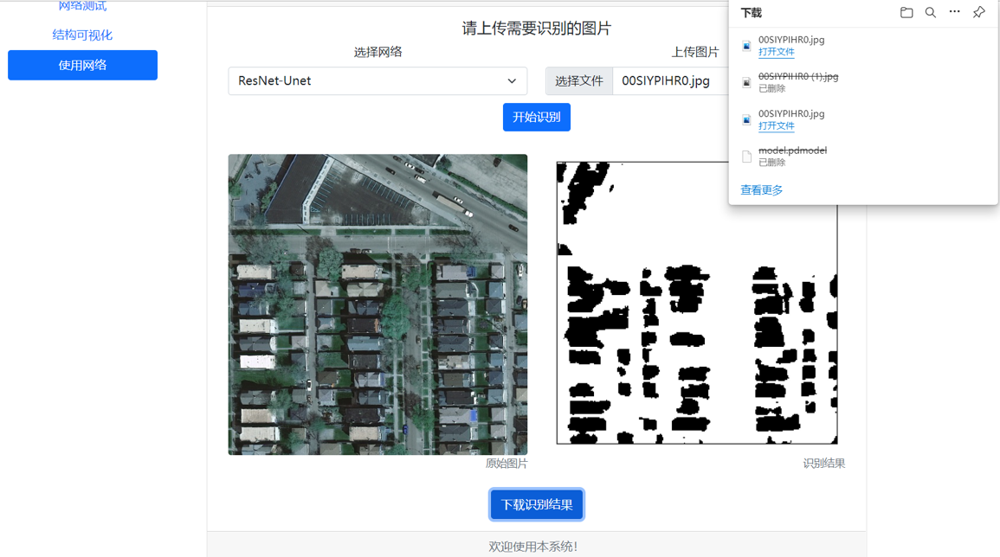 网络测试
结构可视化
使用网络
请上传需要识别的图片
选择网络
上传图片
ResNet-Unet
选择文件 00SIYPIHR0.jpg
开始识别
原始图片
识别结果
下载识别结果
欢迎使用本系统！
下载
00SIYPIHR0.jpg
打开文件
00SIYPIHR0 (1).jpg
已删除
00SIYPIHR0.jpg
打开文件
model.pdmodel
已删除
查看更多